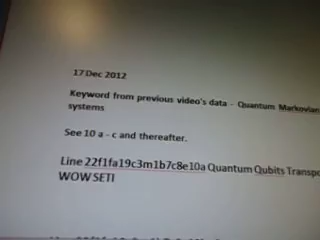 17 Dec 2012
Keyword from previous video's data - Quantum Markovian
systems
See 10 a - c and thereafter.
Line 22f1fa19c3m1b7c8e10a Quantum Qubits Transpo
WOW SETI